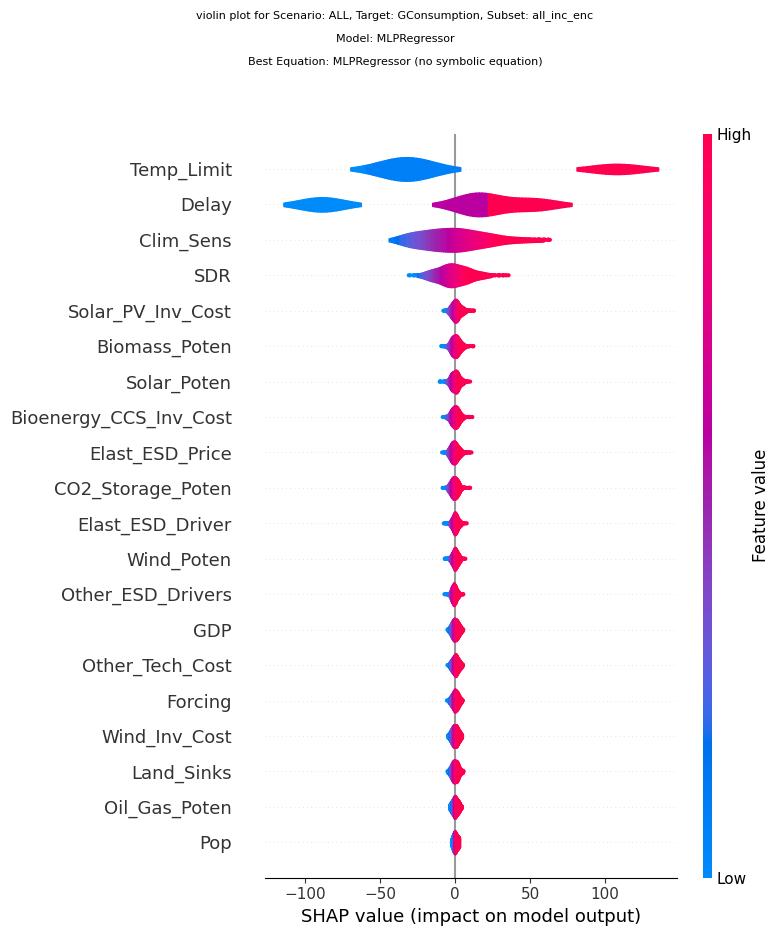 violin plot for Scenario: ALL, Target: GConsumption, Subset: all_inc_enc
Model: MLPRegressor
Best Equation: MLPRegressor (no symbolic equation)
High
Temp_Limit
Delay
Clim_Sens
SDR
Solar_PV_Inv_Cost
Biomass_Poten
Solar_Poten
Bioenergy_CCS_Inv_Cost
Elast_ESD_Price
CO2_Storage_Poten
Elast_ESD_Driver
Wind_Poten
Other_ESD_Drivers
GDP
Other_Tech_Cost
Forcing
Wind_Inv_Cost
Land_Sinks
Oil_Gas_Poten
Pop
Feature value
Low
−100 −50 0 50 100
SHAP value (impact on model output)